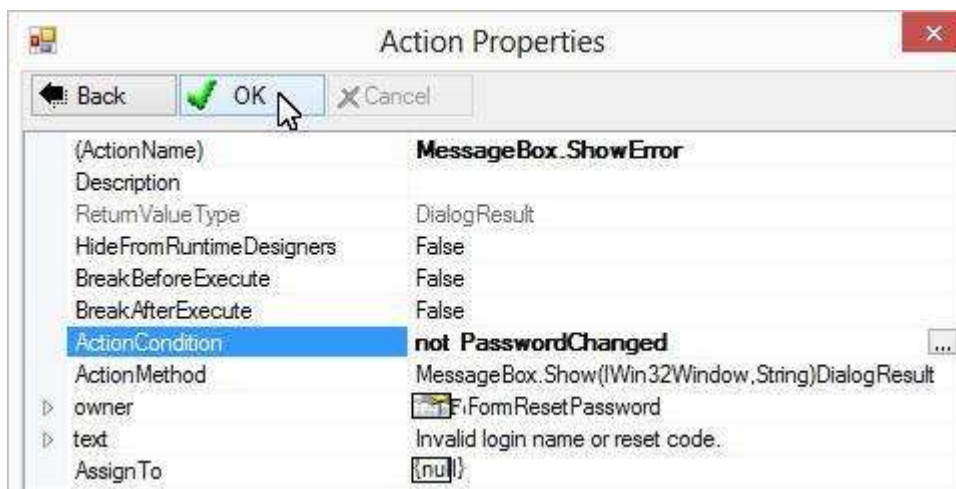 Action Properties
Back OK Cancel
(ActionName) MessageBox.ShowError
Description
ReturnValueType DialogResult
HideFromRuntimeDesigners False
BreakBeforeExecute False
BreakAfterExecute False
ActionCondition not PasswordChanged ...
ActionMethod MessageBox.Show(IWin32Window,String)DialogResult
owner FormResetPassword
text Invalid login name or reset code.
AssignTo {null}